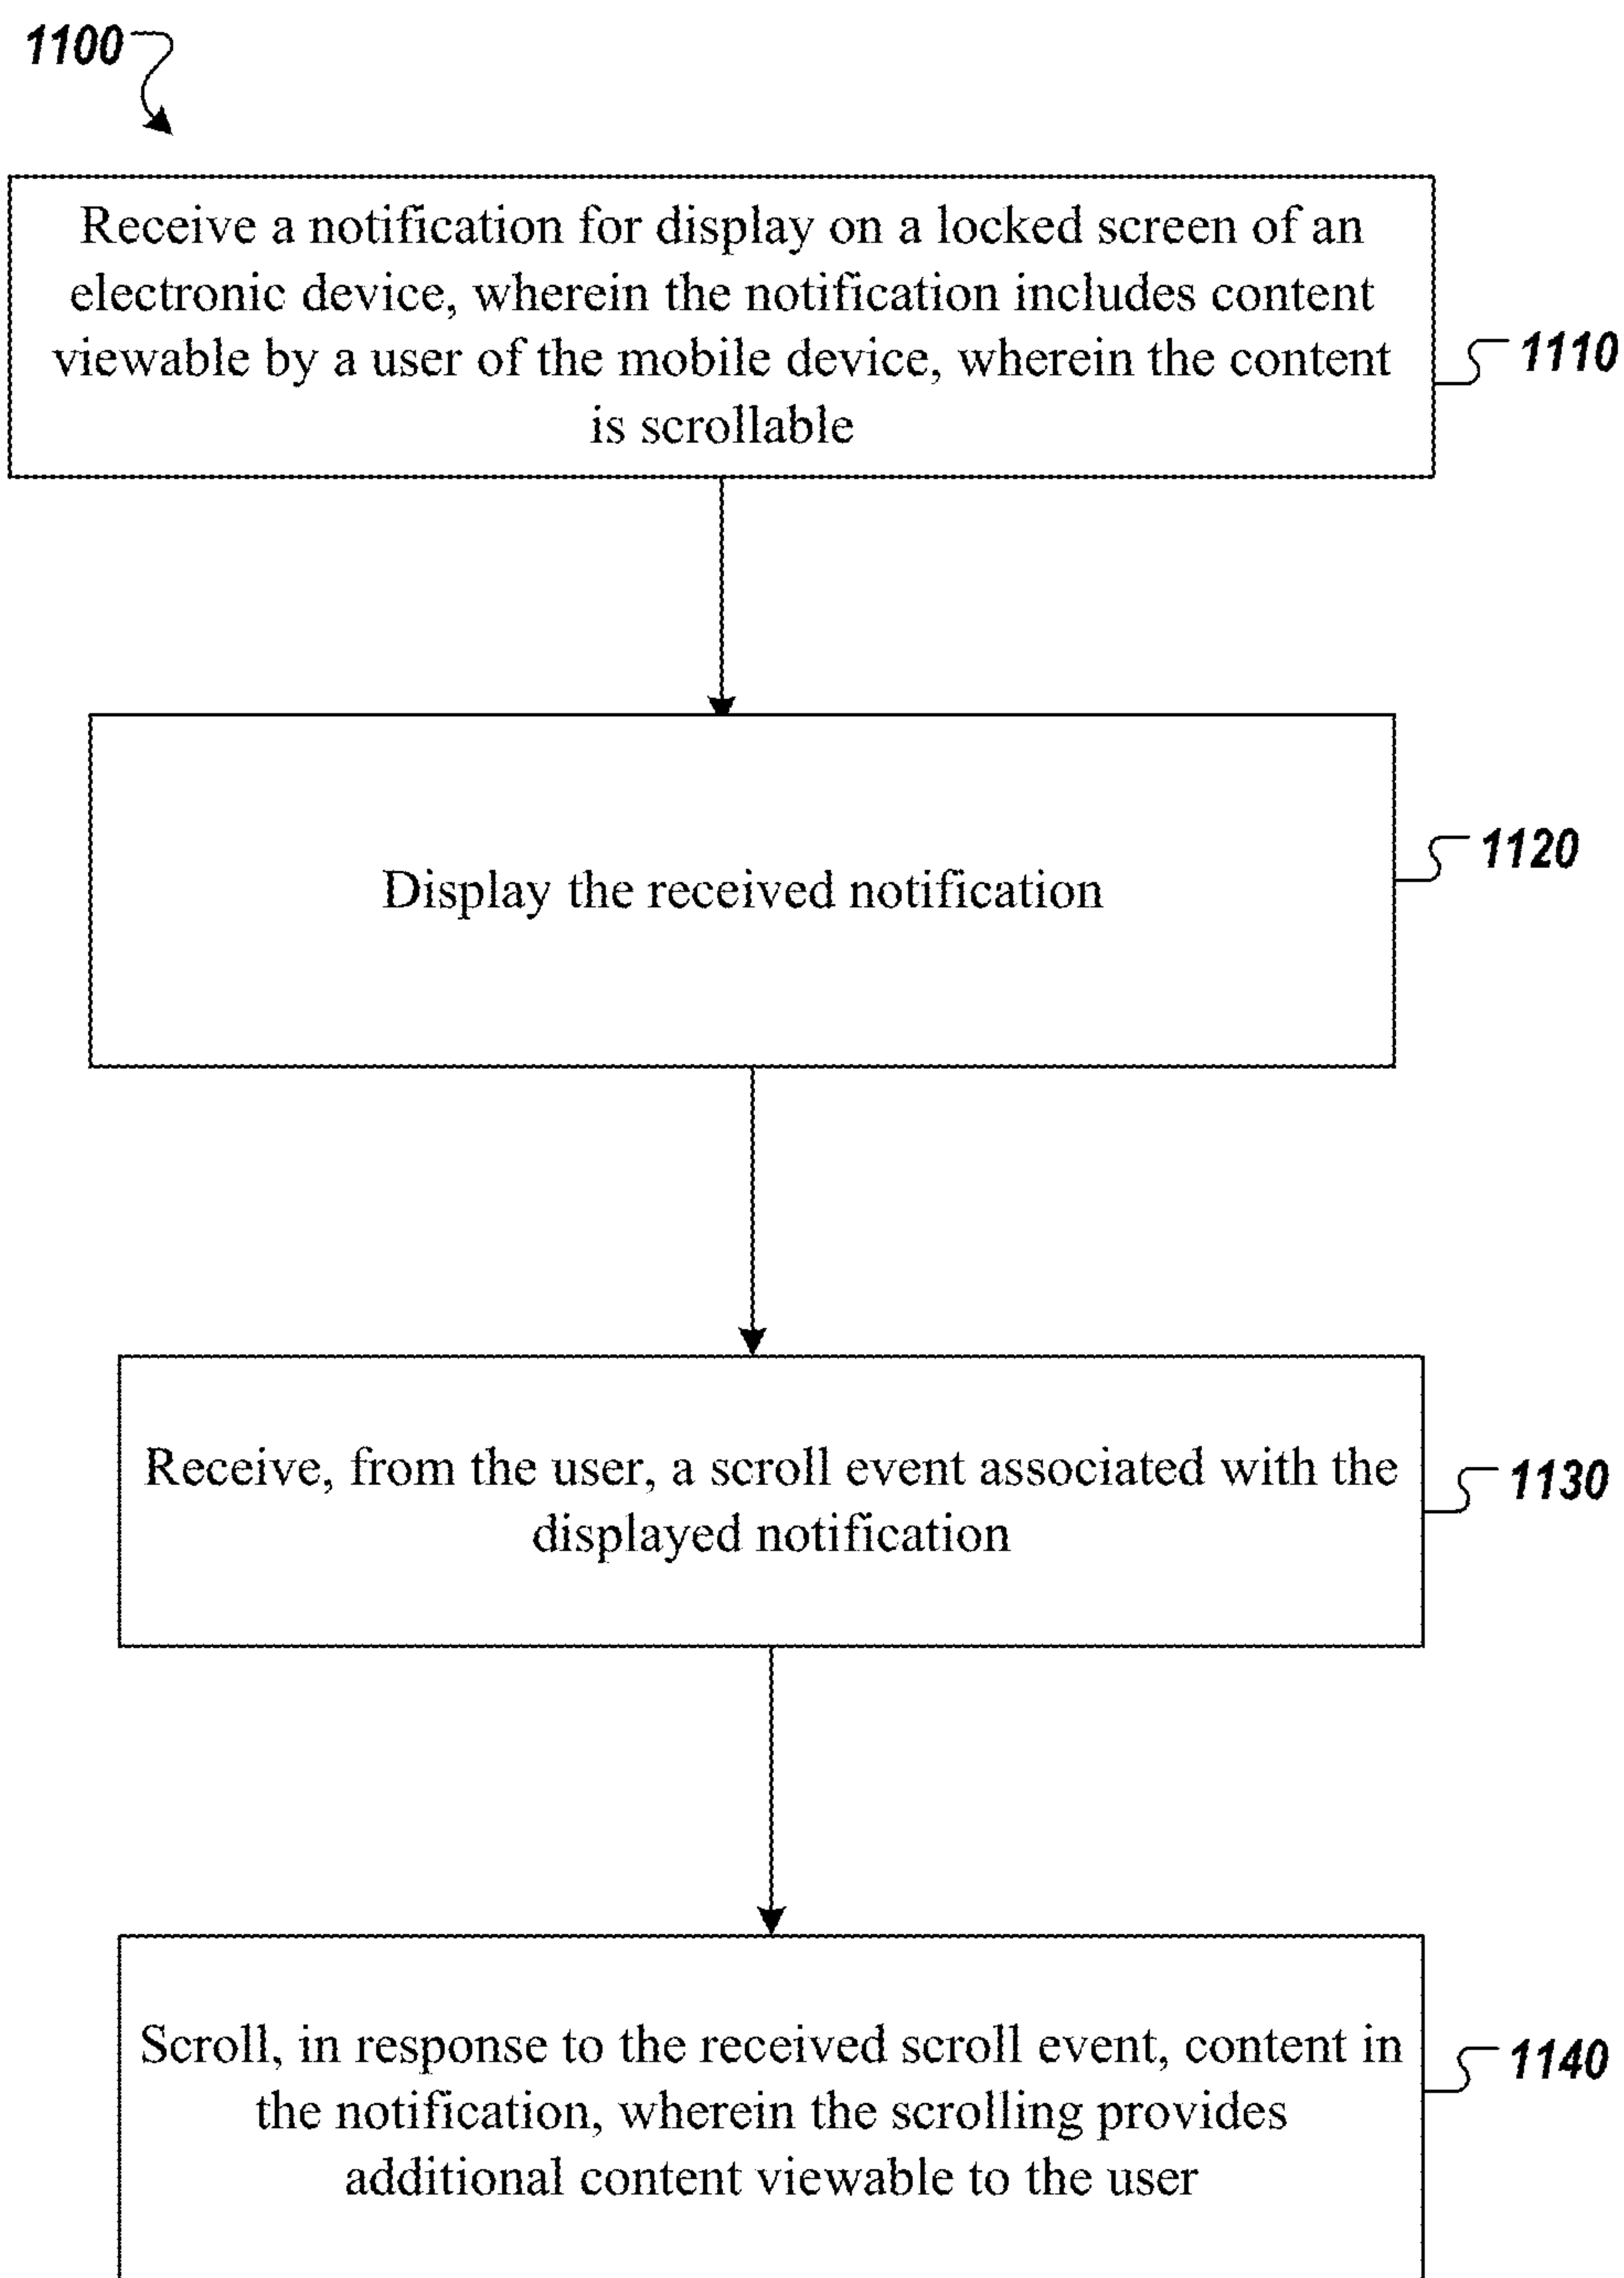 1100
Receive a notification for display on a locked screen of an
electronic device, wherein the notification includes content
viewable by a user of the mobile device, wherein the content
is scrollable
1110
Display the received notification
1120
Receive, from the user, a scroll event associated with the
displayed notification
1130
Scroll, in response to the received scroll event, content in
the notification, wherein the scrolling provides
additional content viewable to the user
1140